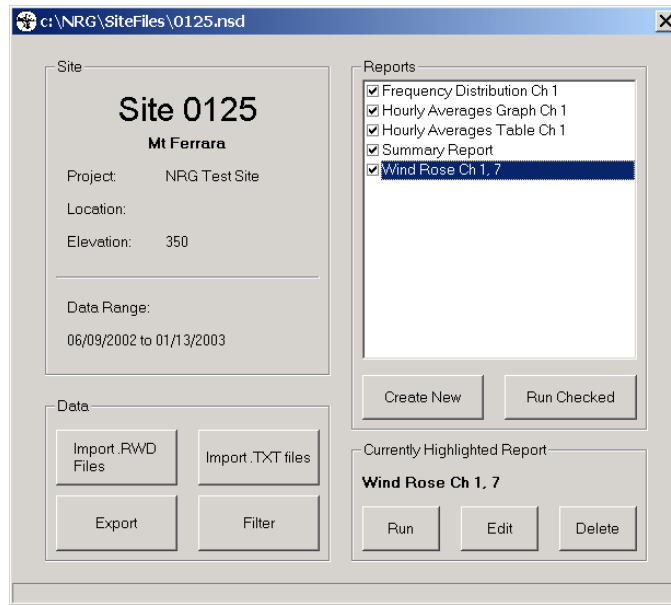 c:\NRG\SiteFiles\0125.nsd
Site
Site 0125
Mt Ferrara
Project: NRG Test Site
Location:
Elevation: 350
Data Range:
06/09/2002 to 01/13/2003
Data
Import .RWD
Files
Import .TXT files
Export
Filter
Reports
Frequency Distribution Ch 1
Hourly Averages Graph Ch 1
Hourly Averages Table Ch 1
Summary Report
Wind Rose Ch 1, 7
Create New
Run Checked
Currently Highlighted Report
Wind Rose Ch 1, 7
Run
Edit
Delete